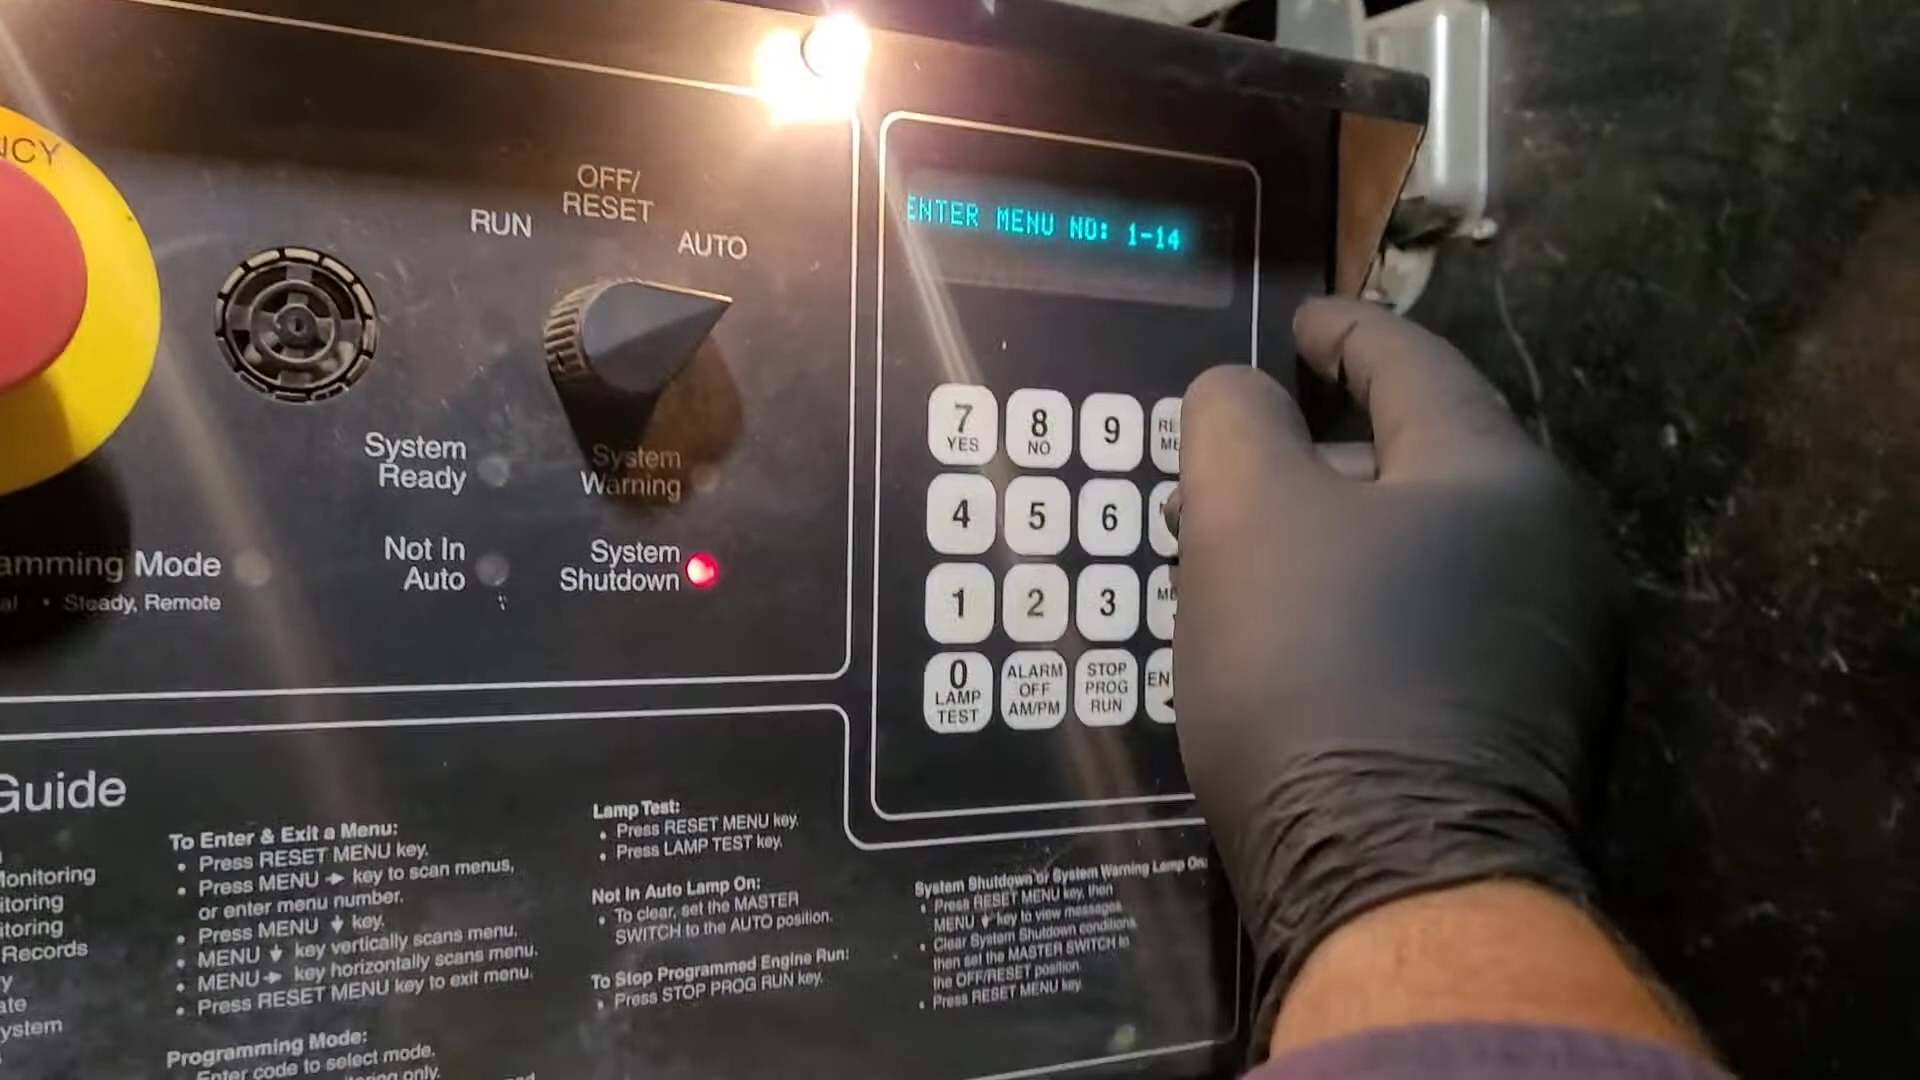 NCY
RUN
OFF/
RESET
AUTO
ENTER MENU NO: 1-14
System
Ready
System
Warning
Not In
Auto
System
Shutdown
amming Mode
al • Steady, Remote
7
YES
8
NO
9
4
5
6
1
2
3
0
LAMP
TEST
ALARM
OFF
AM/PM
STOP
PROG
RUN
EN
Guide
Monitoring
itoring
itoring
Records
y
ate
ystem
To Enter & Exit a Menu:
• Press RESET MENU key.
• Press MENU → key to scan menus,
or enter menu number.
• Press MENU ↓ key.
• MENU ↓ key vertically scans menu.
• MENU → key horizontally scans menu.
• Press RESET MENU key to exit menu.
Programming Mode:
Enter code to select mode.
itoring only.
Lamp Test:
• Press RESET MENU key.
• Press LAMP TEST key.
Not In Auto Lamp On:
• To clear, set the MASTER
SWITCH to the AUTO position.
To Stop Programmed Engine Run:
• Press STOP PROG RUN key.
System Shutdown or System Warning Lamp On:
• Press RESET MENU key, then
MENU ↓ key to view messages.
• Clear System Shutdown conditions
then set the MASTER SWITCH to
the OFF/RESET position.
• Press RESET MENU key.